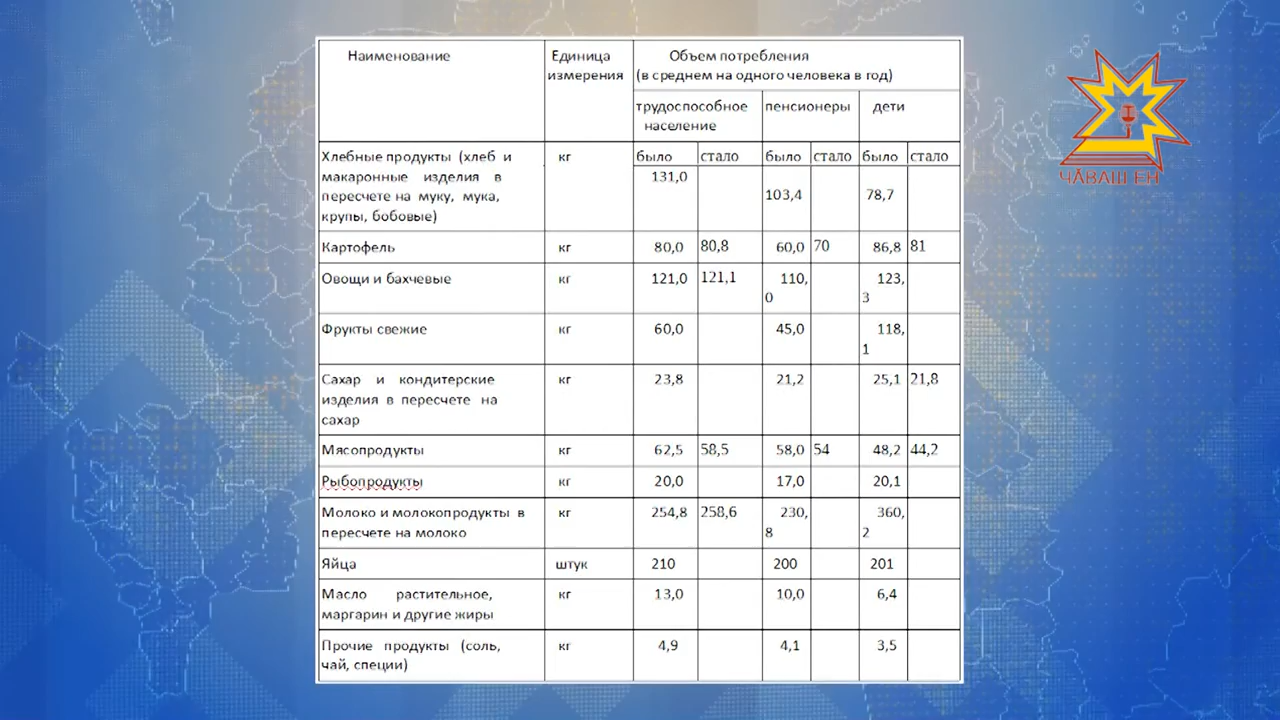 Наименование
Единица
измерения
Объем потребления
(в среднем на одного человека в год)
трудоспособное
население
пенсионеры
дети
Хлебные продукты (хлеб и
макаронные изделия в
пересчете на муку, мука,
крупы, бобовые)
кг
было
стало
было
стало
было
стало
131,0
103,4
78,7
Картофель
кг
80,0
80,8
60,0
70
86,8
81
Овощи и бахчевые
кг
121,0
121,1
110,
0
123,
3
Фрукты свежие
кг
60,0
45,0
118,
1
Сахар и кондитерские
изделия в пересчете на
сахар
кг
23,8
21,2
25,1
21,8
Мясопродукты
кг
62,5
58,5
58,0
54
48,2
44,2
Рыбопродукты
кг
20,0
17,0
20,1
Молоко и молокопродукты в
пересчете на молоко
кг
254,8
258,6
230,
8
360,
2
Яйца
штук
210
200
201
Масло растительное,
маргарин и другие жиры
кг
13,0
10,0
6,4
Прочие продукты (соль,
чай, специи)
кг
4,9
4,1
3,5
ЧӐВАШ ЕН